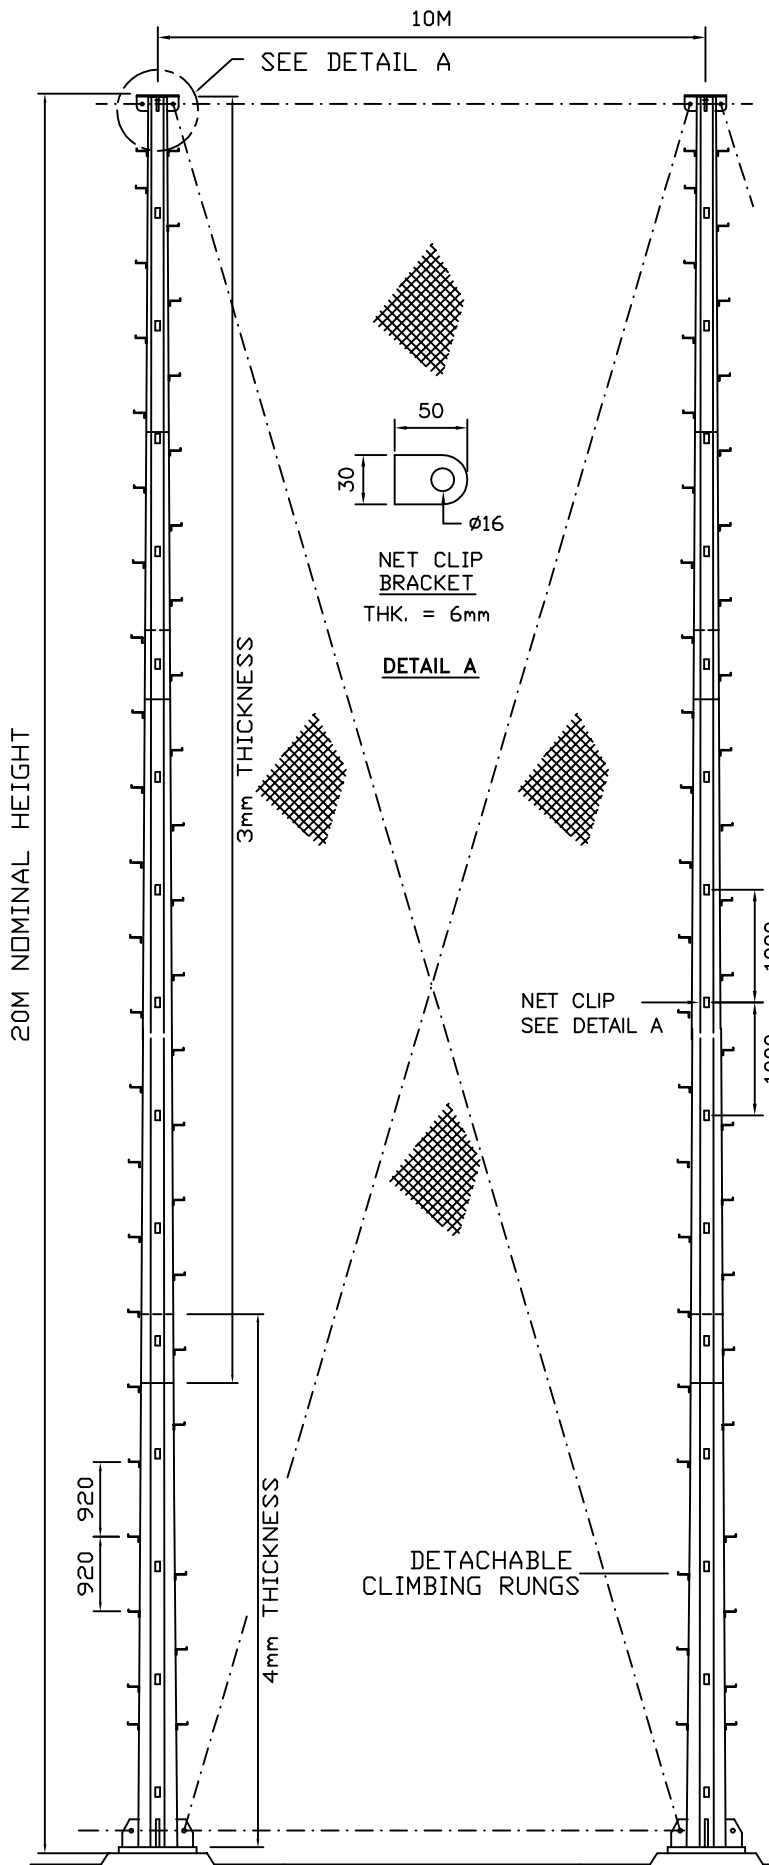 10M
SEE DETAIL A
50
30
ø16
NET CLIP
BRACKET
THK. = 6mm
DETAIL A
3mm THICKNESS
20M NOMINAL HEIGHT
NET CLIP
SEE DETAIL A
920
920
4mm THICKNESS
DETACHABLE
CLIMBING RUNGS